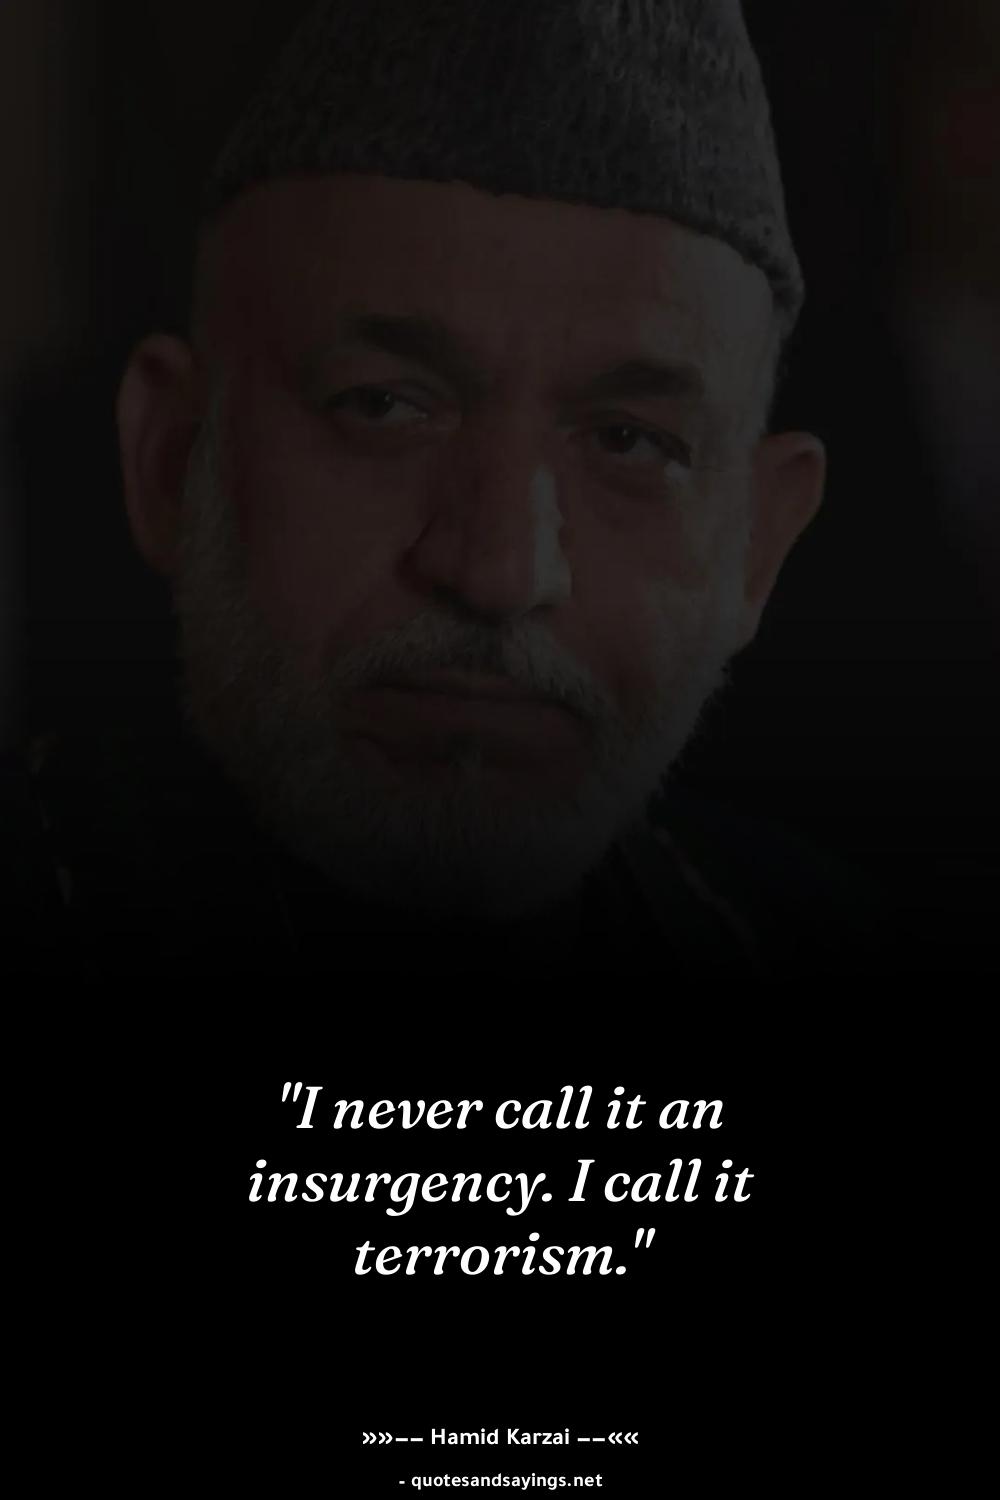 "I never call it an
insurgency. I call it
terrorism."
»»−− Hamid Karzai −−««
- quotesandsayings.net